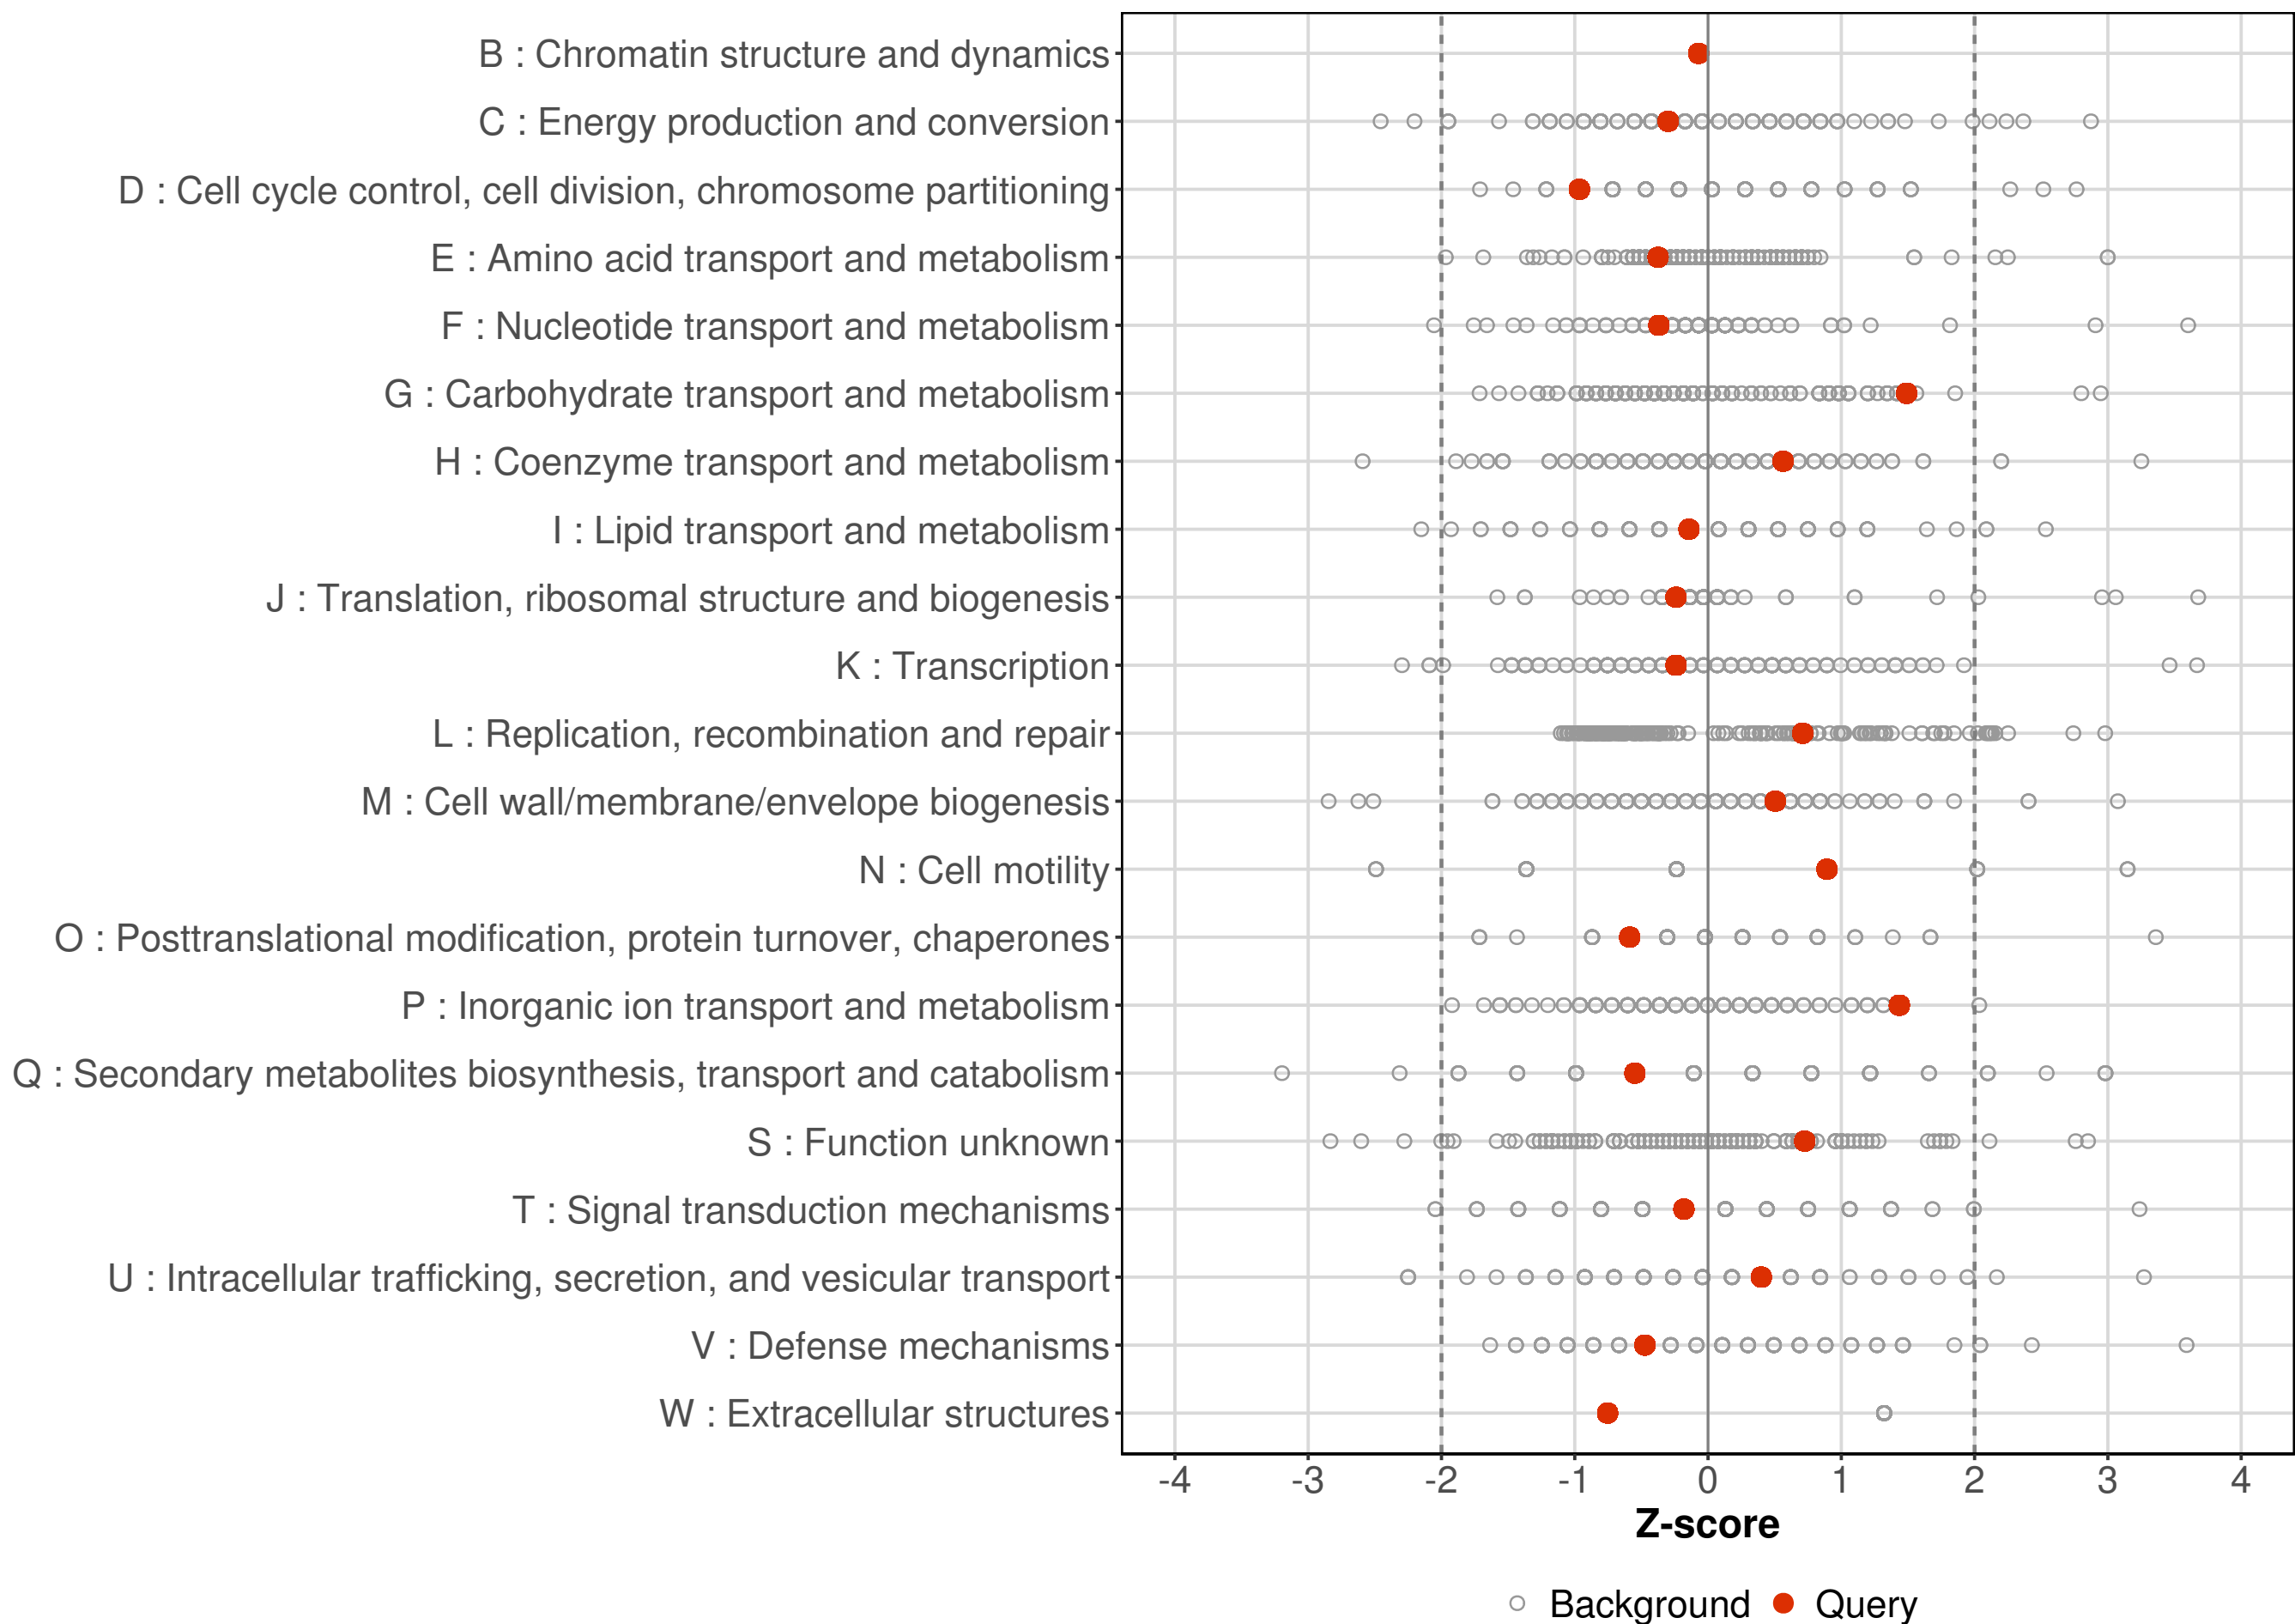 B : Chromatin structure and dynamics
C : Energy production and conversion
D : Cell cycle control, cell division, chromosome partitioning
E : Amino acid transport and metabolism
F : Nucleotide transport and metabolism
G : Carbohydrate transport and metabolism
H : Coenzyme transport and metabolism
I : Lipid transport and metabolism
J : Translation, ribosomal structure and biogenesis
K : Transcription
L : Replication, recombination and repair
M : Cell wall/membrane/envelope biogenesis
N : Cell motility
O : Posttranslational modification, protein turnover, chaperones
P : Inorganic ion transport and metabolism
Q : Secondary metabolites biosynthesis, transport and catabolism
S : Function unknown
T : Signal transduction mechanisms
U : Intracellular trafficking, secretion, and vesicular transport
V : Defense mechanisms
W : Extracellular structures
-4 -3 -2 -1 0 1 2 3 4
Z-score
Background Query